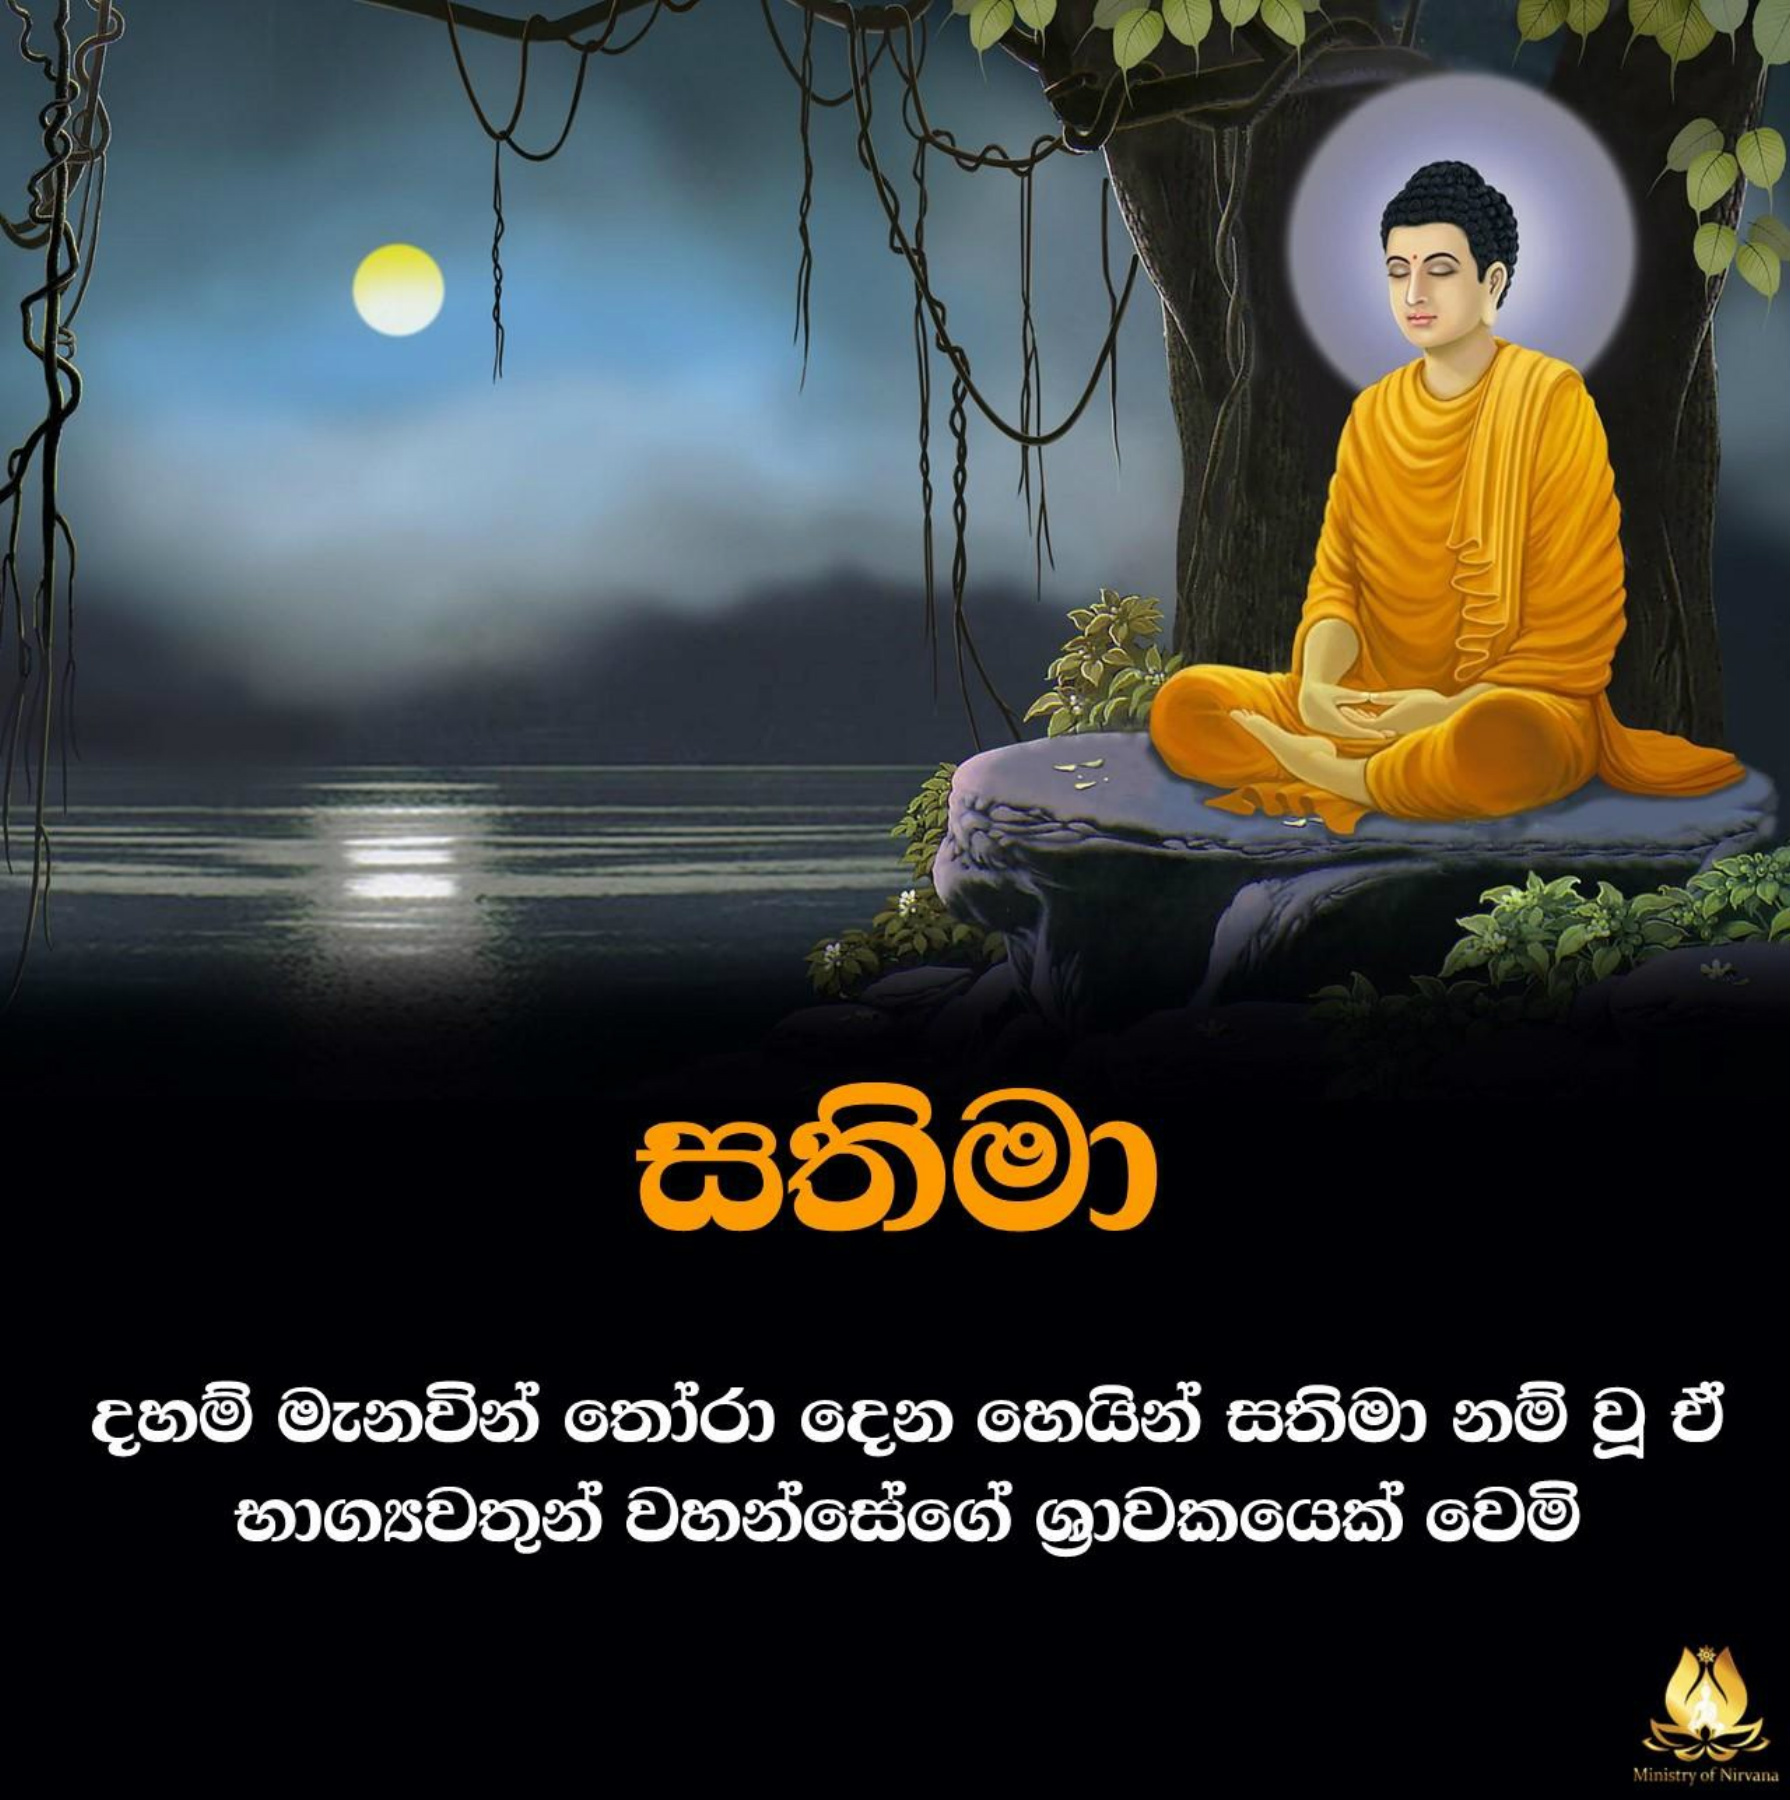 සතිමා
දහම් මැනවින් තෝරා දෙන හෙයින් සතිමා නම් වූ ඒ
භාග්‍යවතුන් වහන්සේගේ ශ්‍රාවකයෙක් වෙමි
Ministry of Nirvana